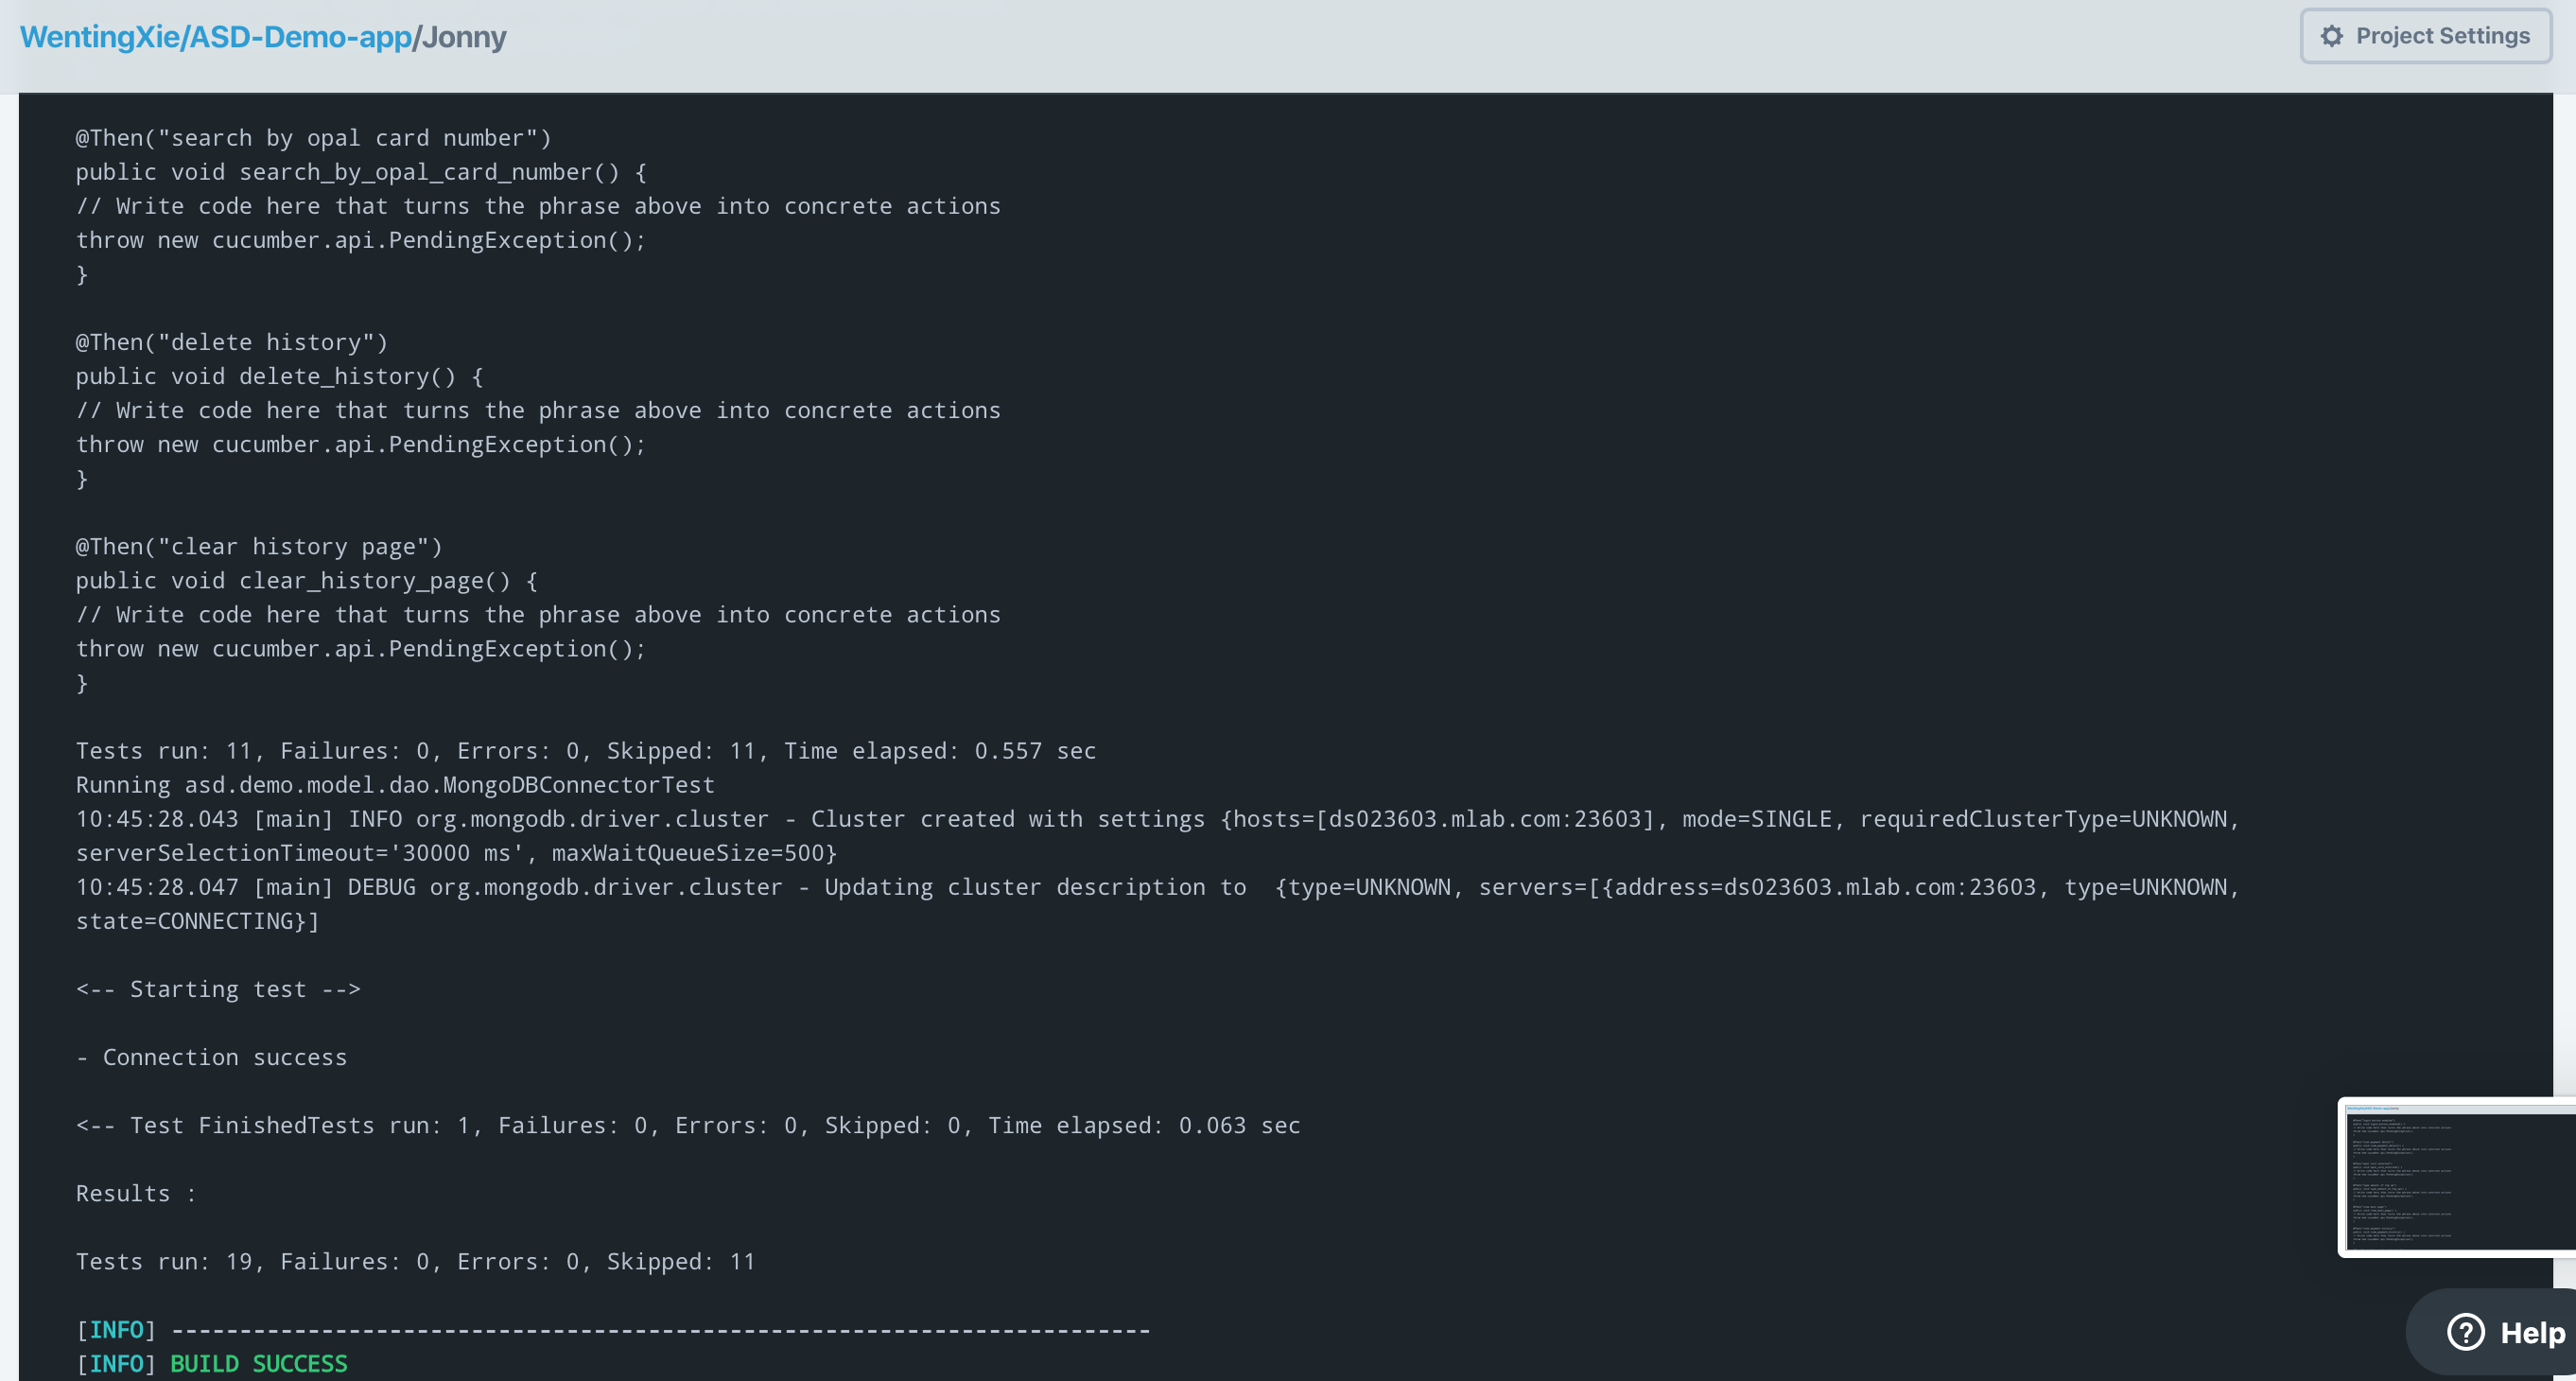 WentingXie/ASD-Demo-app/Jonny
Project Settings
@Then("search by opal card number")
public void search_by_opal_card_number() {
// Write code here that turns the phrase above into concrete actions
throw new cucumber.api.PendingException();
}
@Then("delete history")
public void delete_history() {
// Write code here that turns the phrase above into concrete actions
throw new cucumber.api.PendingException();
}
@Then("clear history page")
public void clear_history_page() {
// Write code here that turns the phrase above into concrete actions
throw new cucumber.api.PendingException();
}
Tests run: 11, Failures: 0, Errors: 0, Skipped: 11, Time elapsed: 0.557 sec
Running asd.demo.model.dao.MongoDBConnectorTest
10:45:28.043 [main] INFO org.mongodb.driver.cluster - Cluster created with settings {hosts=[ds023603.mlab.com:23603], mode=SINGLE, requiredClusterType=UNKNOWN,
serverSelectionTimeout='30000 ms', maxWaitQueueSize=500}
10:45:28.047 [main] DEBUG org.mongodb.driver.cluster - Updating cluster description to  {type=UNKNOWN, servers=[{address=ds023603.mlab.com:23603, type=UNKNOWN,
state=CONNECTING}]
<-- Starting test -->
- Connection success
<-- Test FinishedTests run: 1, Failures: 0, Errors: 0, Skipped: 0, Time elapsed: 0.063 sec
Results :
Tests run: 19, Failures: 0, Errors: 0, Skipped: 11
[INFO] ------------------------------------------------------------------------
[INFO] BUILD SUCCESS
Help